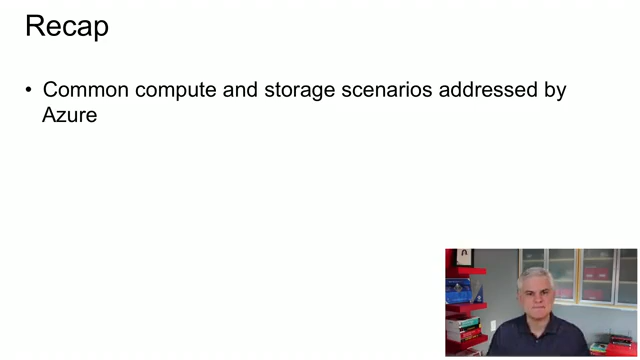 Recap
• Common compute and storage scenarios addressed by
Azure